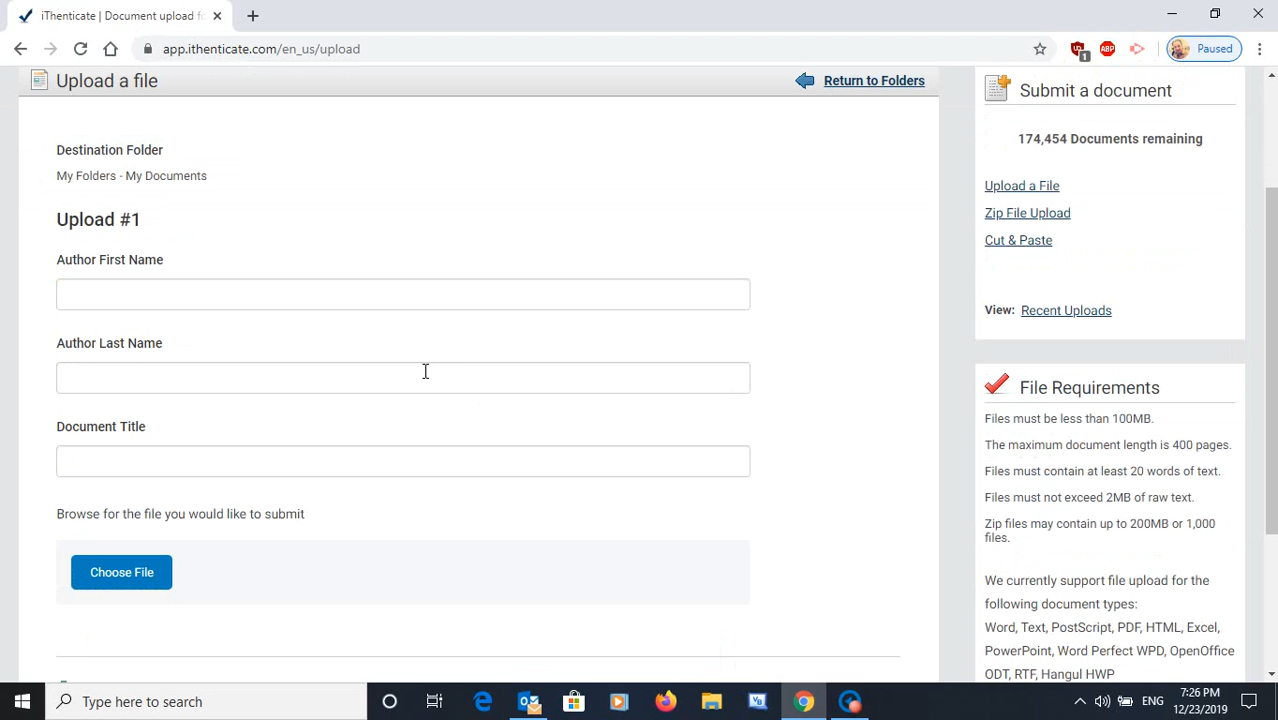 iThenticate | Document upload fo
app.ithenticate.com/en_us/upload
1
ABP
Paused
Upload a file
Return to Folders
Destination Folder
My Folders - My Documents
Upload #1
Author First Name
Author Last Name
Document Title
Browse for the file you would like to submit
Choose File
Submit a document
174,454 Documents remaining
Upload a File
Zip File Upload
Cut & Paste
View: Recent Uploads
File Requirements
Files must be less than 100MB.
The maximum document length is 400 pages.
Files must contain at least 20 words of text.
Files must not exceed 2MB of raw text.
Zip files may contain up to 200MB or 1,000
files.
We currently support file upload for the
following document types:
Word, Text, PostScript, PDF, HTML, Excel,
PowerPoint, Word Perfect WPD, OpenOffice
ODT, RTF, Hangul HWP
Type here to search
ENG
7:26 PM
12/23/2019